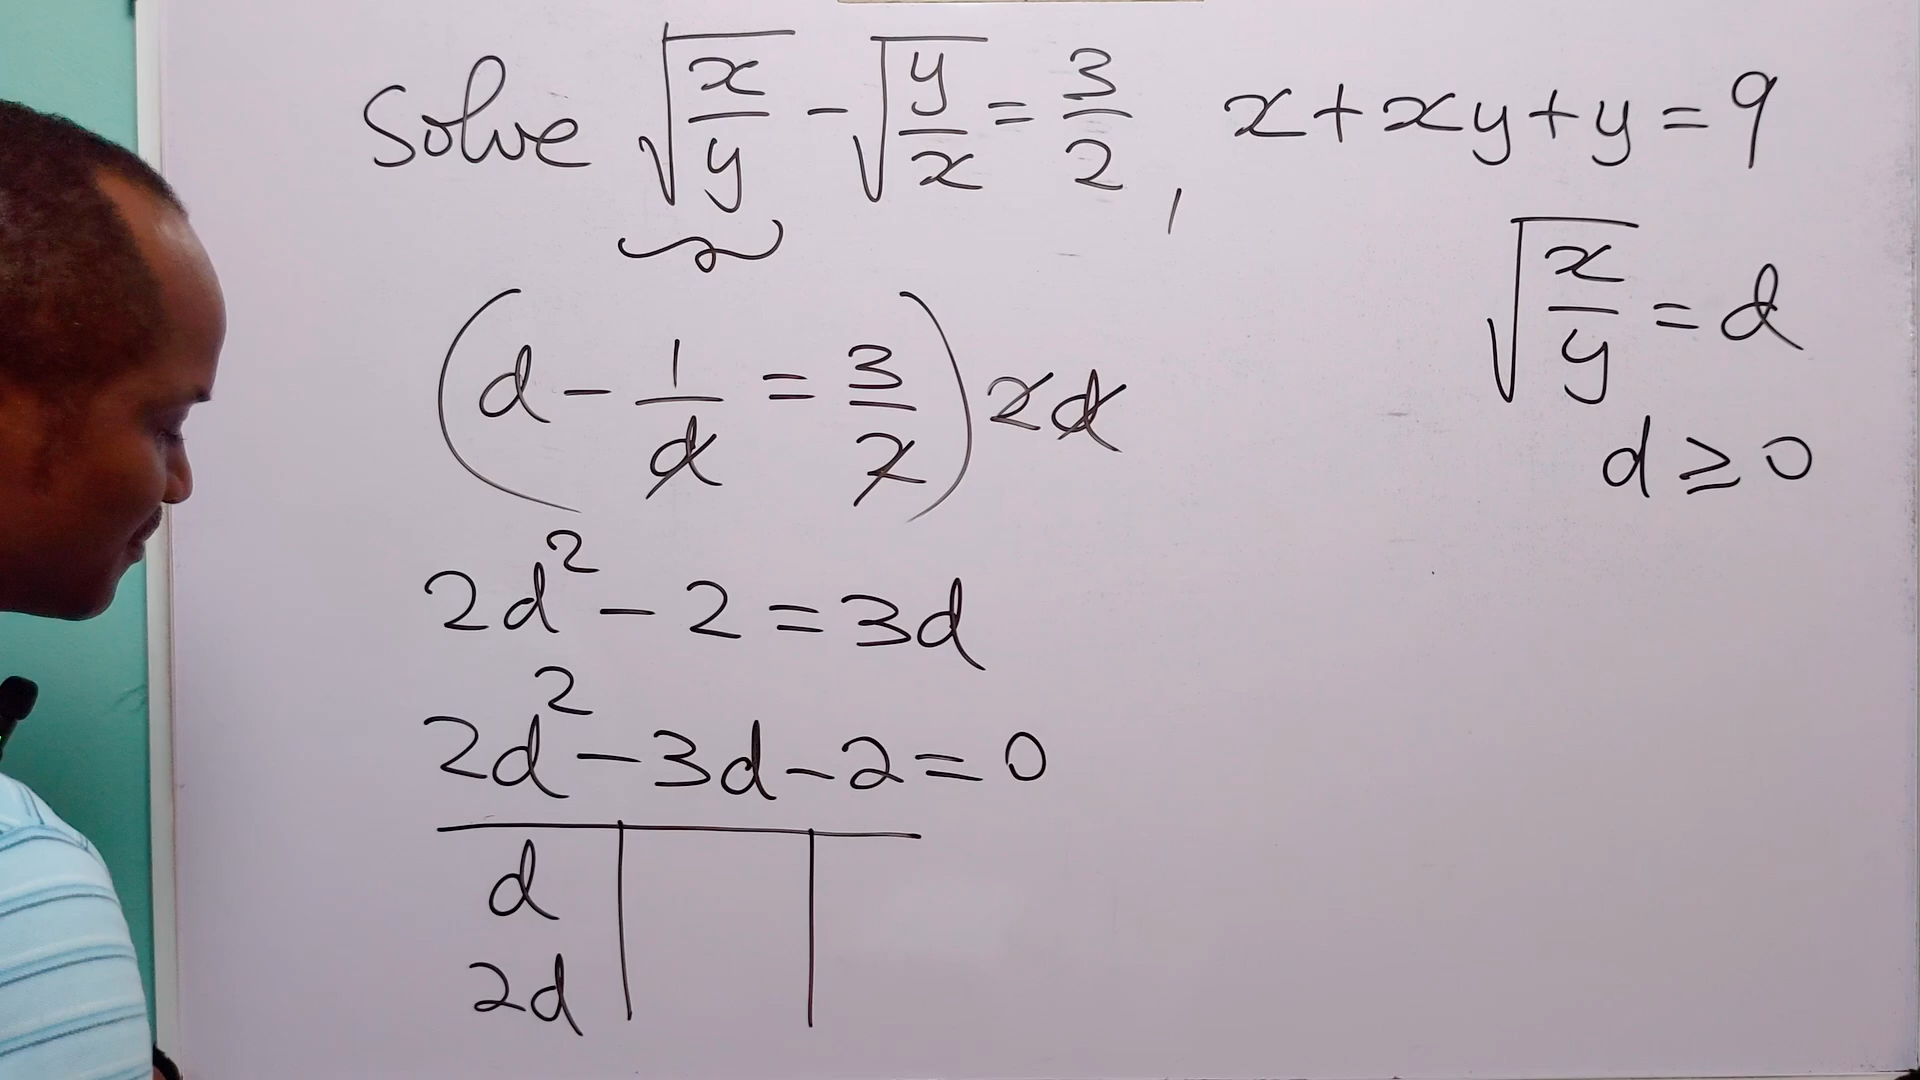 Solve √(x/y) - √(y/x) = 3/2, x + xy + y = 9
√(x/y) = d
d ≥ 0
(d - 1/d = 3/2) 2d
2d² - 2 = 3d
2d² - 3d - 2 = 0
d
2d